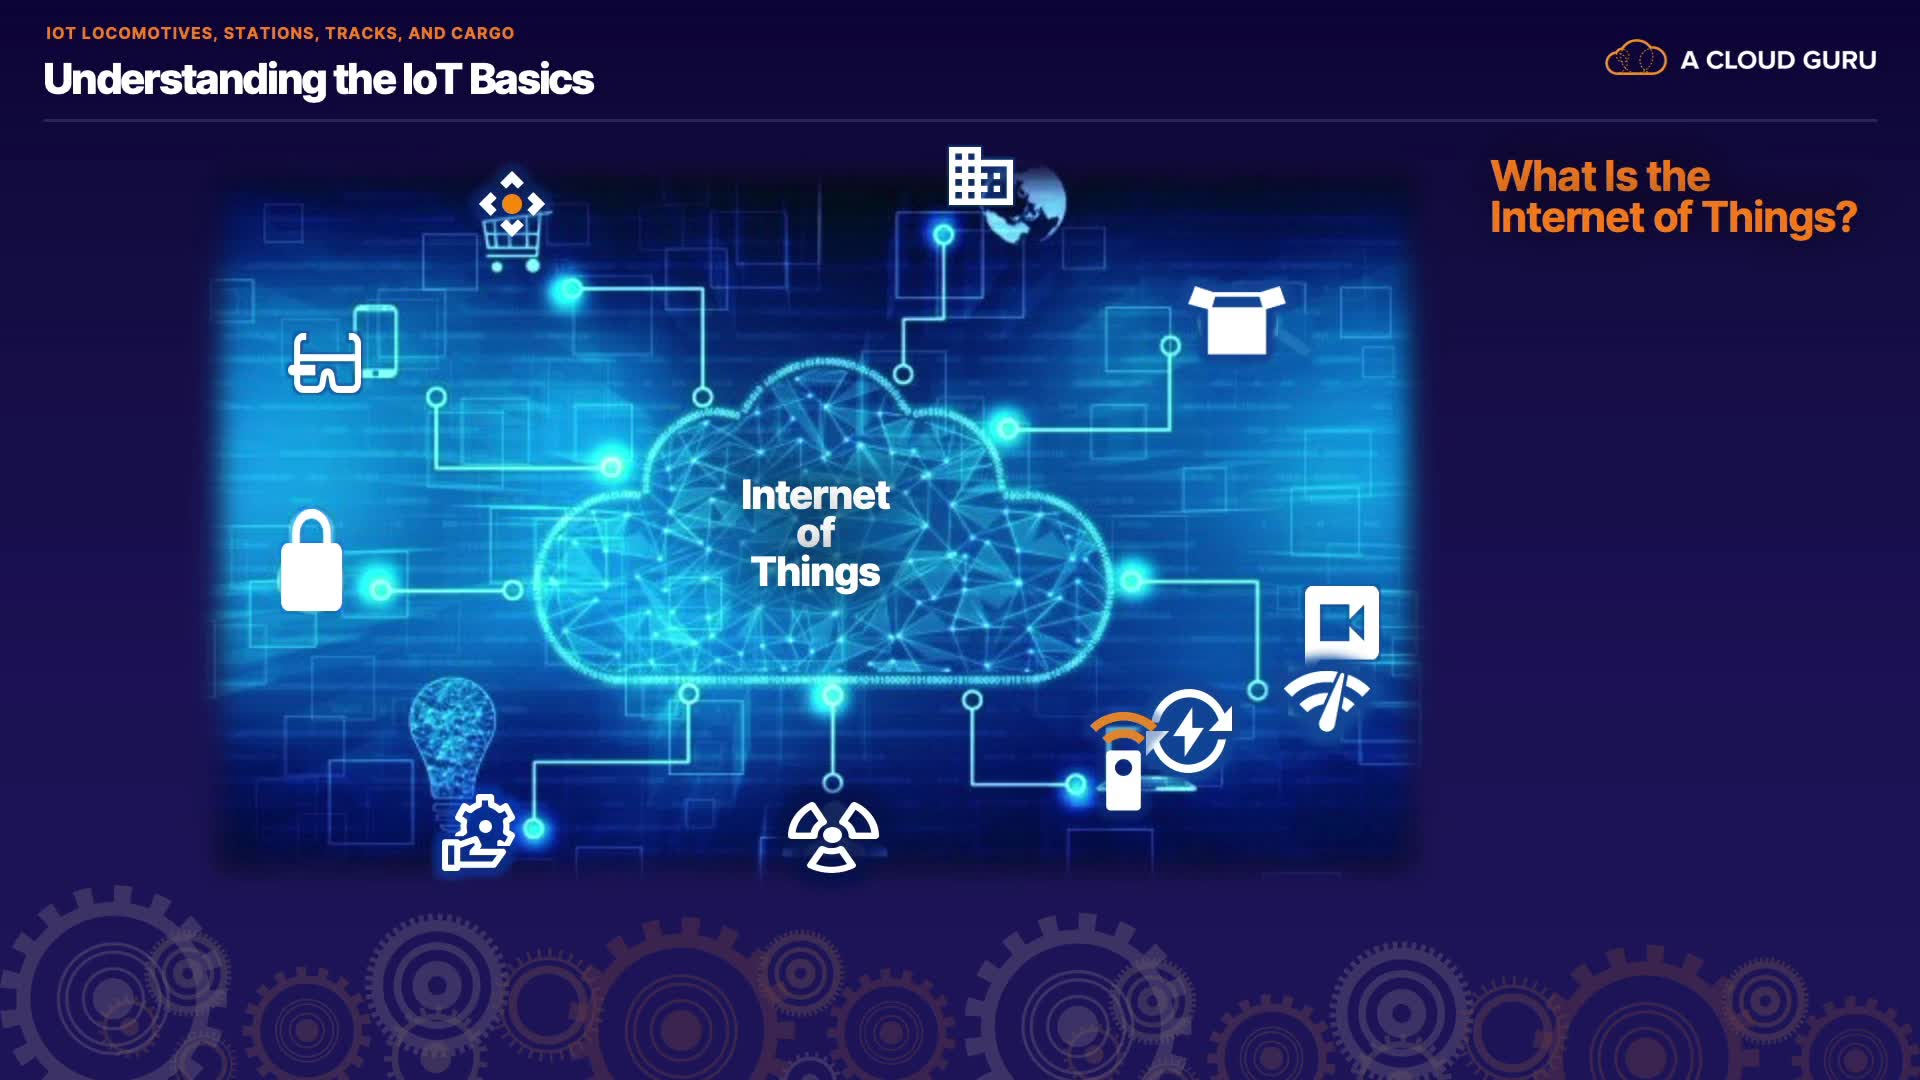 IOT LOCOMOTIVES, STATIONS, TRACKS, AND CARGO
Understanding the IoT Basics
A CLOUD GURU
What Is the
Internet of Things?
Internet
of
Things